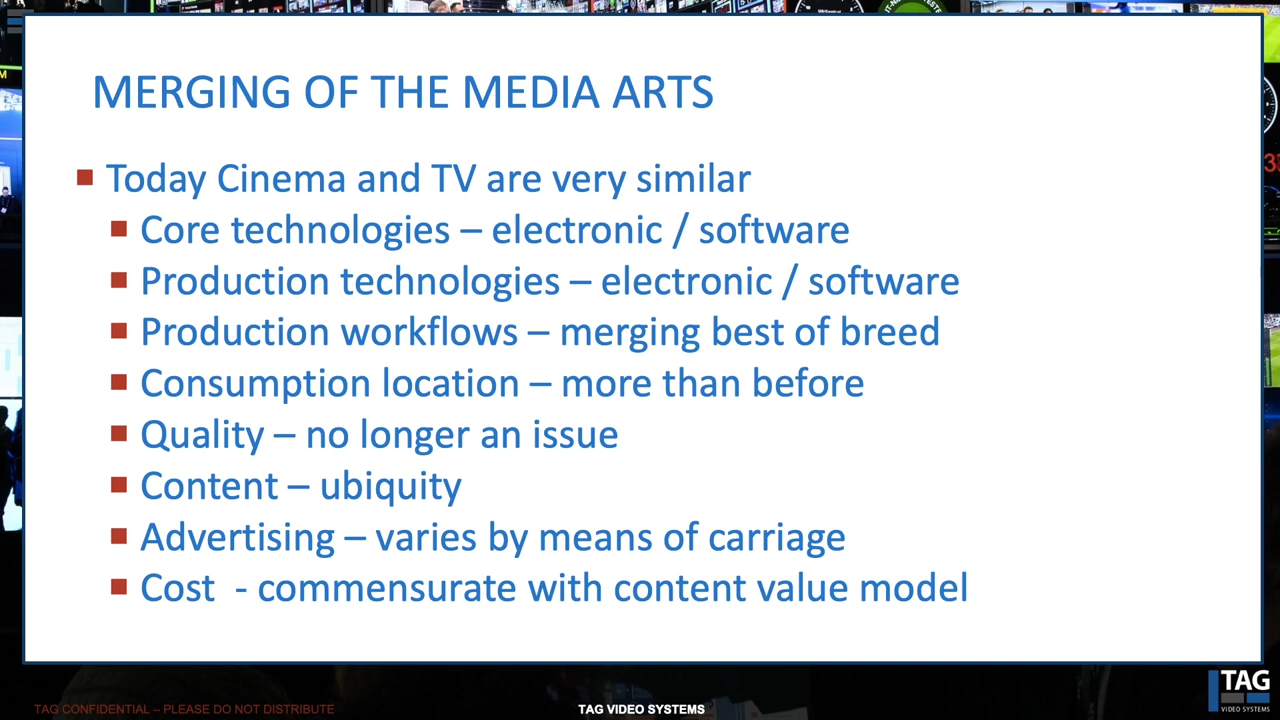 MERGING OF THE MEDIA ARTS
Today Cinema and TV are very similar
Core technologies – electronic / software
Production technologies – electronic / software
Production workflows – merging best of breed
Consumption location – more than before
Quality – no longer an issue
Content – ubiquity
Advertising – varies by means of carriage
Cost  - commensurate with content value model
TAG CONFIDENTIAL – PLEASE DO NOT DISTRIBUTE
TAG VIDEO SYSTEMS
TAG
VIDEO SYSTEMS